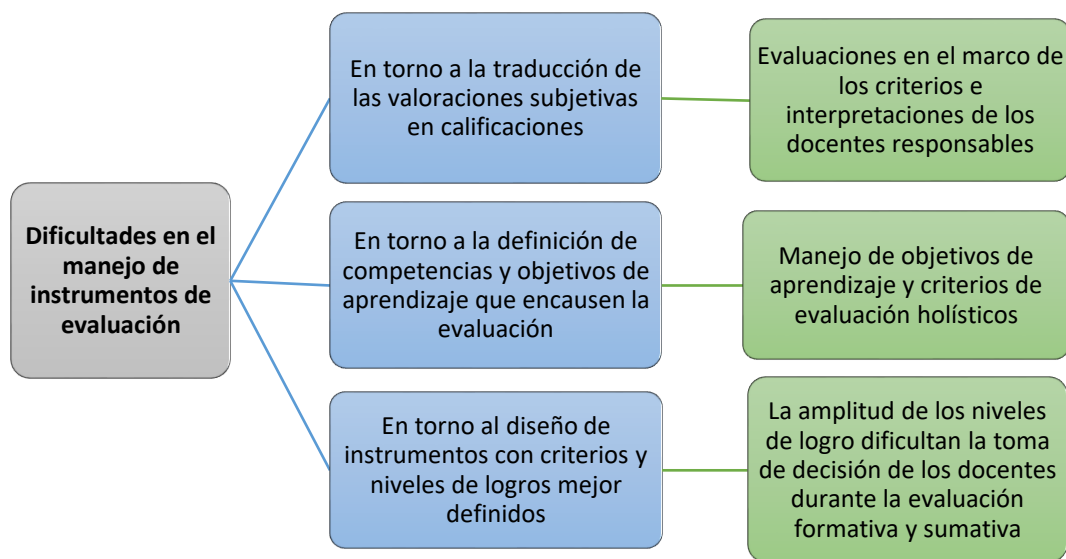 Dificultades en el
manejo de
instrumentos de
evaluación
En torno a la traducción de
las valoraciones subjetivas
en calificaciones
Evaluaciones en el marco de
los criterios e
interpretaciones de los
docentes responsables
En torno a la definición de
competencias y objetivos de
aprendizaje que encausen la
evaluación
Manejo de objetivos de
aprendizaje y criterios de
evaluación holísticos
En torno al diseño de
instrumentos con criterios y
niveles de logros mejor
definidos
La amplitud de los niveles
de logro dificultan la toma
de decisión de los docentes
durante la evaluación
formativa y sumativa